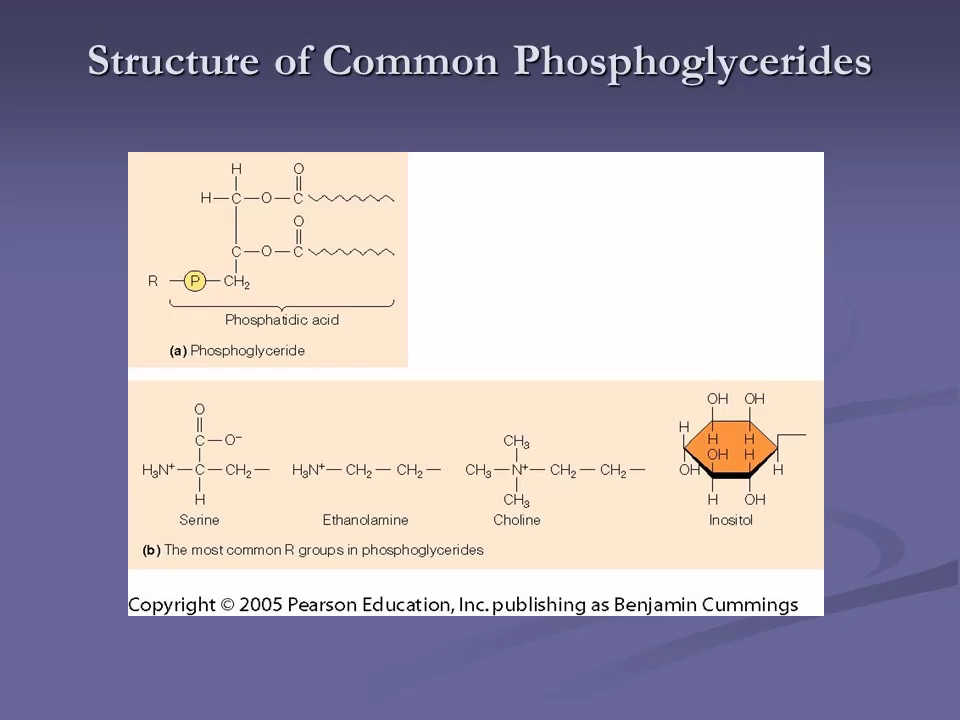 Structure of Common Phosphoglycerides
H O
H—C—O—C
O
C—O—C
R —P—CH₂
Phosphatidic acid
(a) Phosphoglyceride
OH OH
O
H
C—O⁻ CH₃ H H
OH H
H₃N⁺—C—CH₂— H₃N⁺—CH₂—CH₂— CH₃—N⁺—CH₂—CH₂— OH H
H CH₃ H OH
Serine Ethanolamine Choline Inositol
(b) The most common R groups in phosphoglycerides
Copyright © 2005 Pearson Education, Inc. publishing as Benjamin Cummings